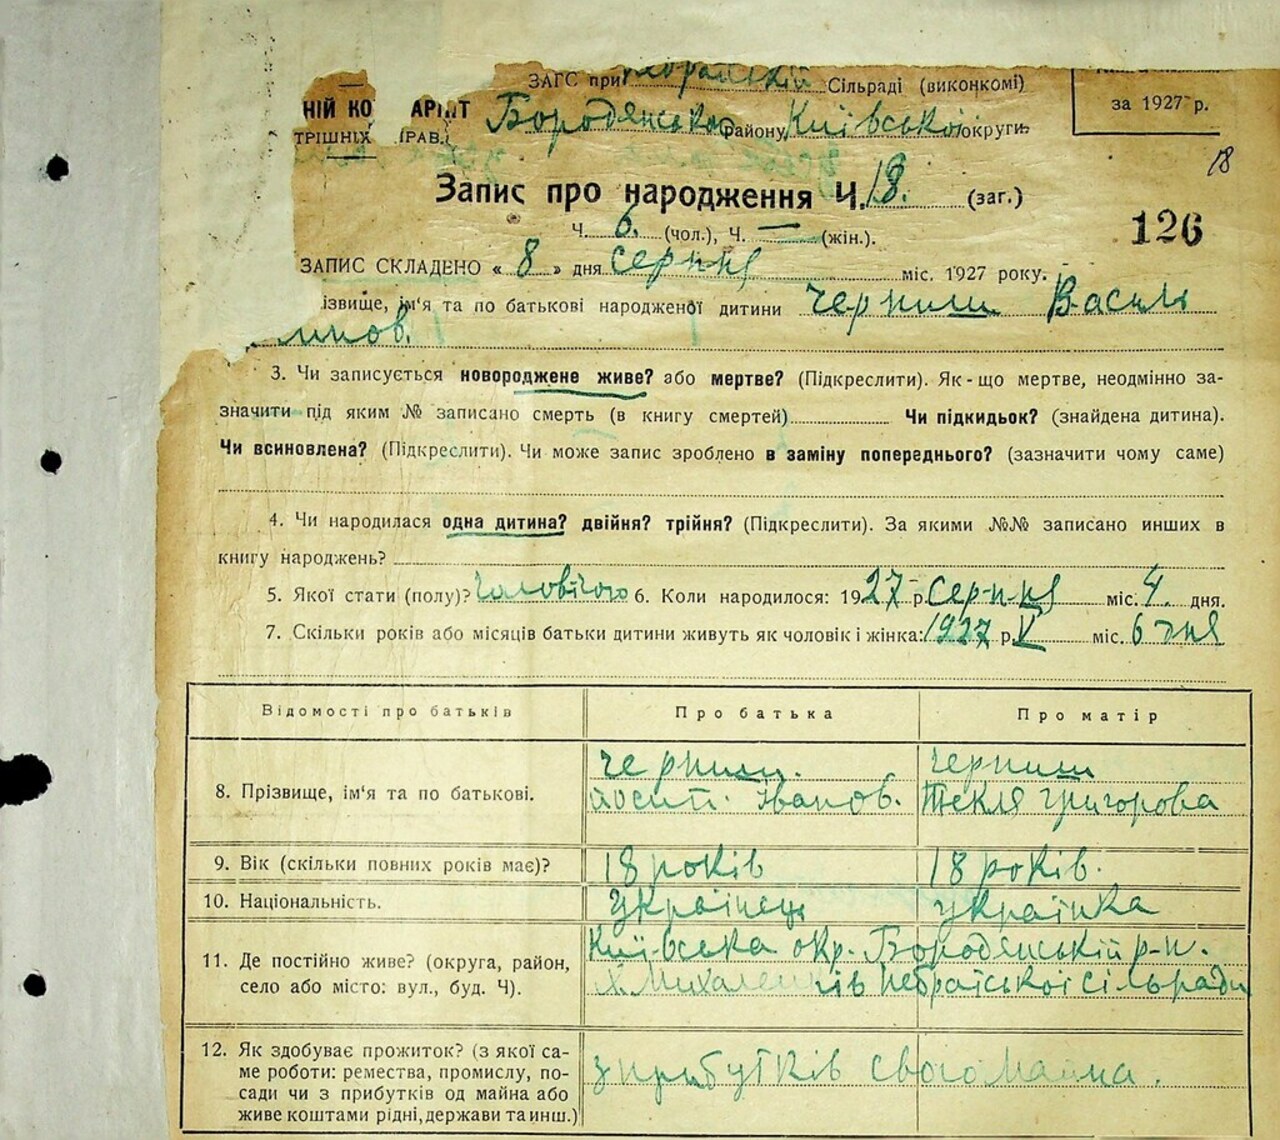 ЗАГС при Сільраді (виконкомі)
НІЙ КО АРІЯТ Бородянського району Київської округи
ТРІШНІХ ПРАВ.)
за 1927 р.
18
Запис про народження Ч. 18. (заг.)
126
Ч. 6. (чол.), Ч. — (жін.).
ЗАПИС СКЛАДЕНО « 8 » дня серпня міс. 1927 року.
ізвище, ім'я та по батькові народженої дитини Черниш Василь
3. Чи записується новороджене живе? або мертве? (Підкреслити). Як-що мертве, неодмінно за-
значити під яким № записано смерть (в книгу смертей) Чи підкидьок? (знайдена дитина).
Чи всиновлена? (Підкреслити). Чи може запис зроблено в заміну попереднього? (зазначити чому саме)
4. Чи народилася одна дитина? двійня? трійня? (Підкреслити). За якими №№ записано инших в
книгу народжень?
5. Якої стати (полу)? чоловічого 6. Коли народилося: 1927 р. Серпня міс. 4. дня.
7. Скільки років або місяців батьки дитини живуть як чоловік і жінка: 1927 р. V міс. 6 дня
Відомості про батьків Про батька Про матір
8. Прізвище, ім'я та по батькові. Черниш. Черниш
Йосип. Іванов. Текля Григорова
9. Вік (скільки повних років має)? 18 років 18 років.
10. Національність. Українець українка
11. Де постійно живе? (округа, район, Київська окр. Бородянський р-н.
село або місто: вул., буд. Ч). х. Михаленків Небраїської сільради
12. Як здобуває прожиток? (з якої са-
ме роботи: ремества, промислу, по-
сади чи з прибутків од майна або з прибутків свого майна.
живе коштами рідні, держави та инш.)